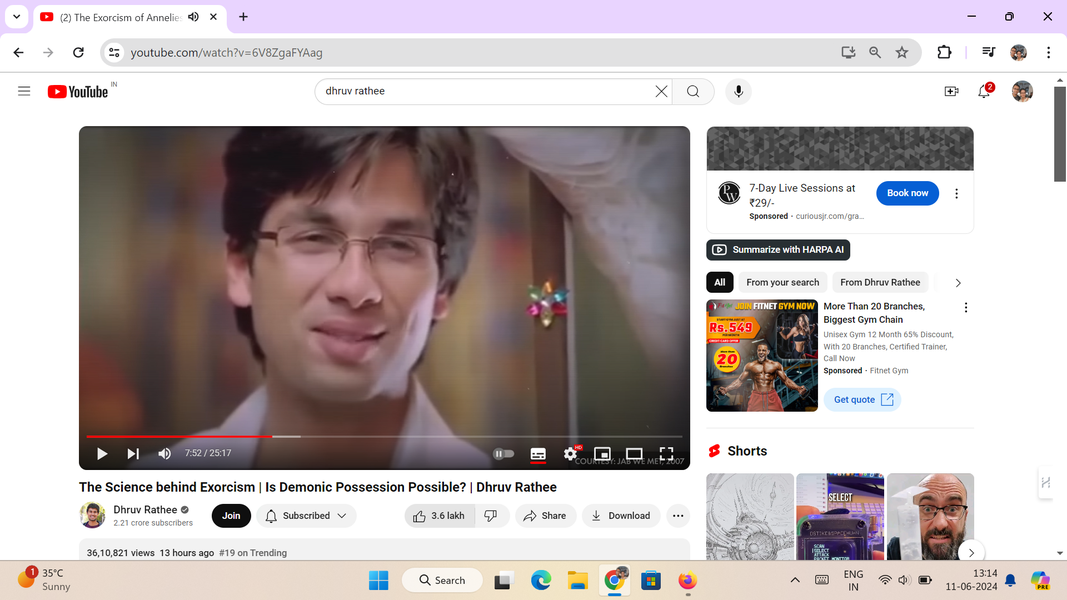 (2) The Exorcism of Annelies
youtube.com/watch?v=6V8ZgaFYAag
YouTube IN
dhruv rathee
2
7-Day Live Sessions at
₹29/-
Sponsored · curiousjr.com/gra...
Book now
Summarize with HARPA AI
All
From your search
From Dhruv Rathee
JOIN FITNET GYM NOW
Rs.549
20
More Than 20 Branches,
Biggest Gym Chain
Unisex Gym 12 Month 65% Discount,
With 20 Branches, Certified Trainer,
Call Now
Sponsored · Fitnet Gym
Get quote
7:52 / 25:17
HD
COURTESY: JAB WE MET, 2007
The Science behind Exorcism | Is Demonic Possession Possible? | Dhruv Rathee
Dhruv Rathee
2.21 crore subscribers
Join
Subscribed
3.6 lakh
Share
Download
36,10,821 views 13 hours ago #19 on Trending
Shorts
SELECT
1
35°C
Sunny
Search
ENG
IN
13:14
11-06-2024
PRE